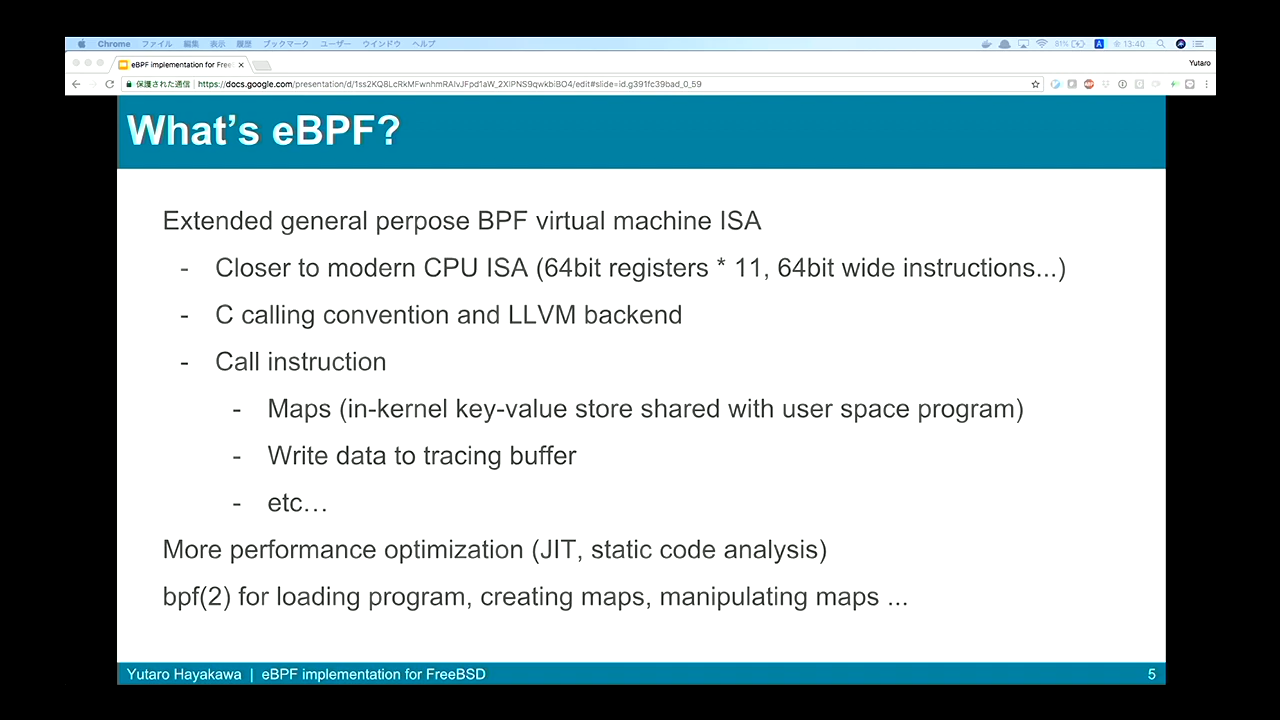 Chrome ファイル 編集 表示 履歴 ブックマーク ユーザー ウインドウ ヘルプ 81% A 13:40
eBPF implementation for Free
Yutaro
保護された通信 https://docs.google.com/presentation/d/1ss2KQ8LcRkMFwnhmRAlvJFpd1aW_2XlPNS9qwkbiBO4/edit#slide=id.g391fc39bad_0_59
What's eBPF?
Extended general perpose BPF virtual machine ISA
- Closer to modern CPU ISA (64bit registers * 11, 64bit wide instructions...)
- C calling convention and LLVM backend
- Call instruction
- Maps (in-kernel key-value store shared with user space program)
- Write data to tracing buffer
- etc…
More performance optimization (JIT, static code analysis)
bpf(2) for loading program, creating maps, manipulating maps ...
Yutaro Hayakawa | eBPF implementation for FreeBSD 5